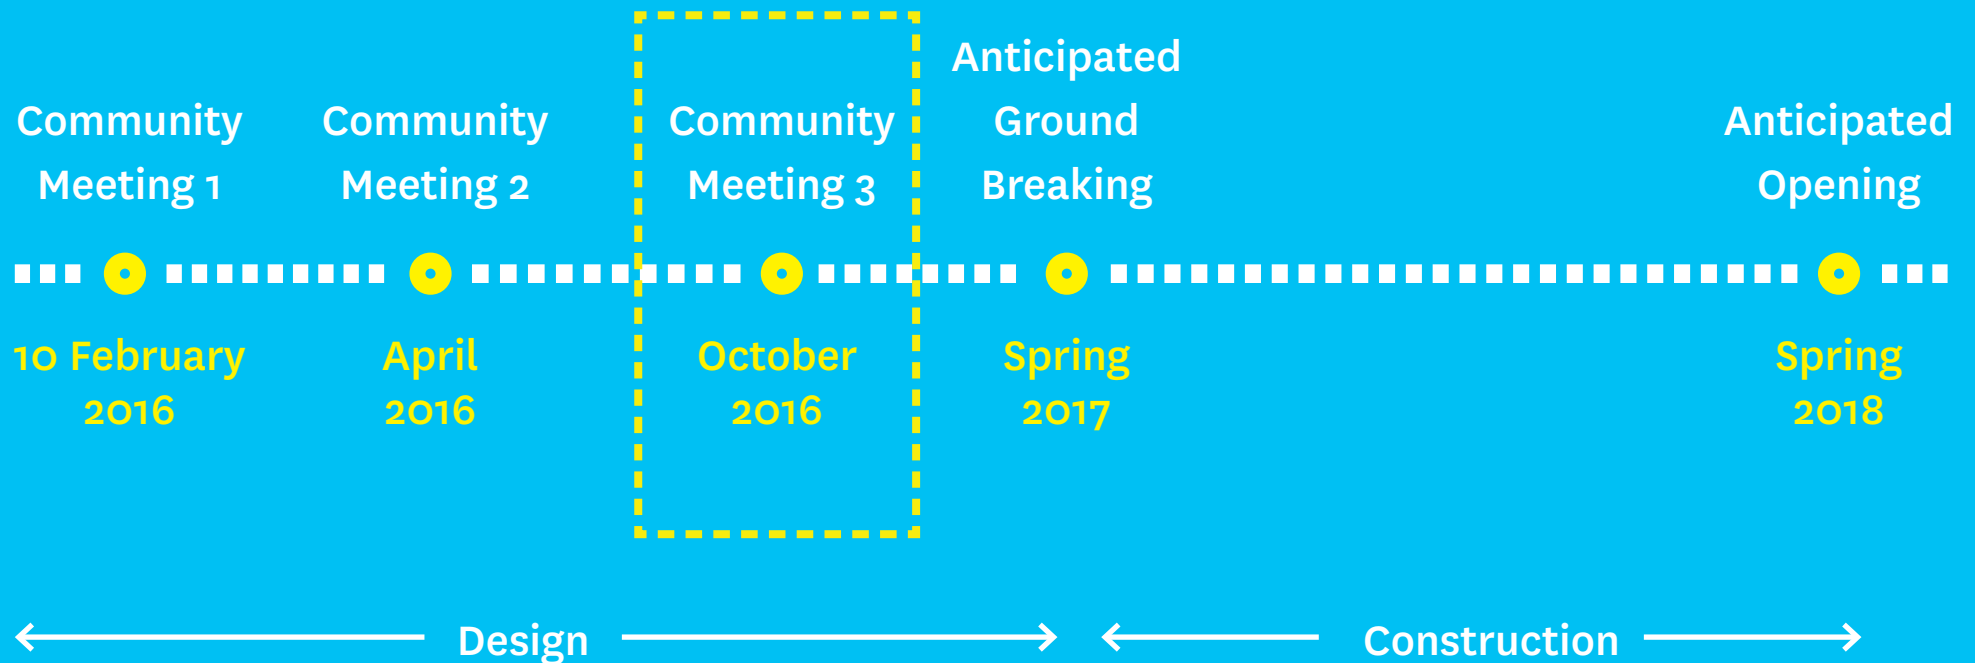 Community
Meeting 1
10 February
2016
Community
Meeting 2
April
2016
Community
Meeting 3
October
2016
Anticipated
Ground
Breaking
Spring
2017
Anticipated
Opening
Spring
2018
Design
Construction